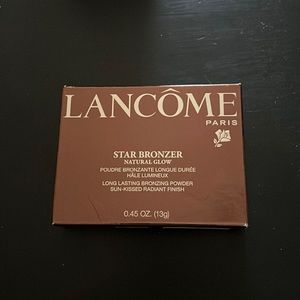 LANCÔME
PARIS
STAR BRONZER
NATURAL GLOW
POUDRE BRONZANTE LONGUE DURÉE
HÂLE LUMINEUX
LONG LASTING BRONZING POWDER
SUN-KISSED RADIANT FINISH
0.45 OZ. (13g)